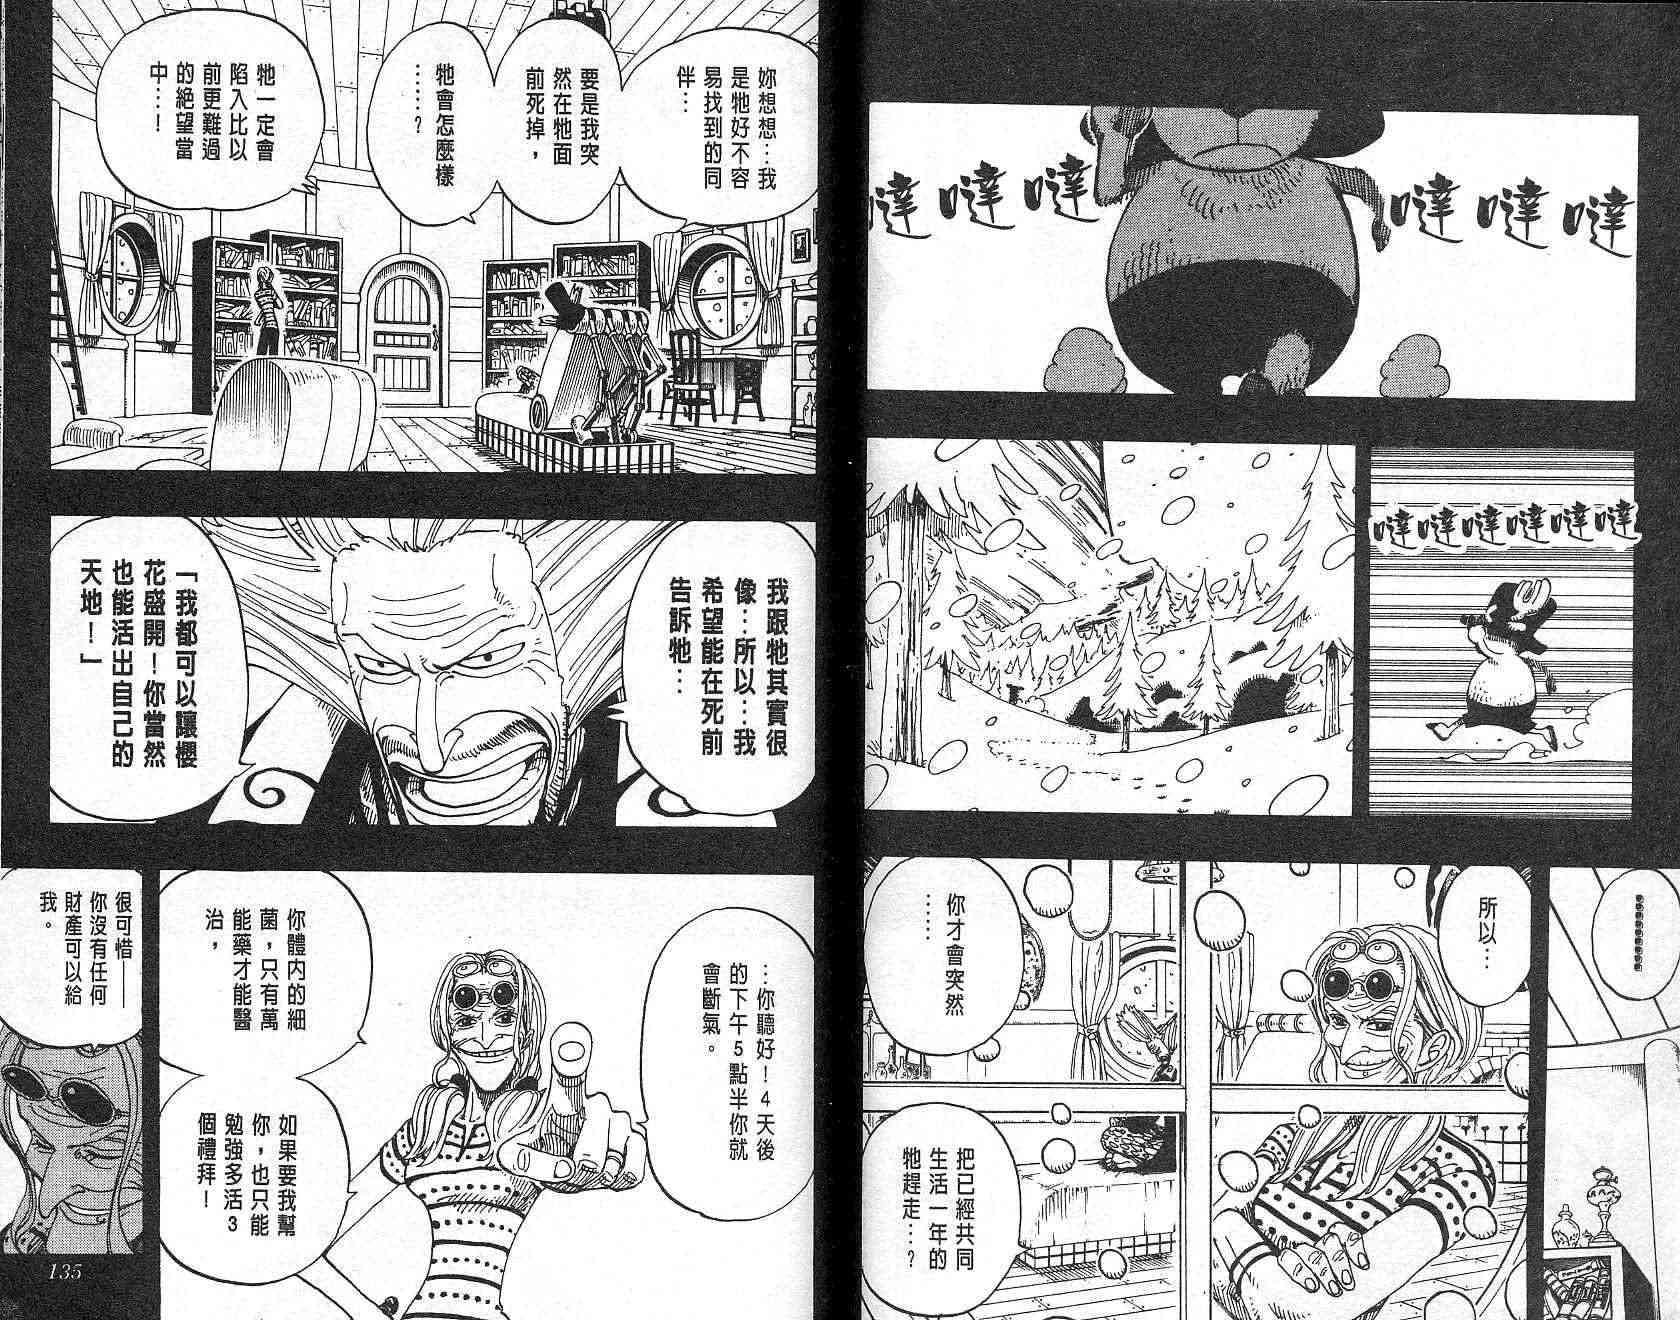 噠
噠
噠
噠
噠
噠
噠噠噠噠噠噠
………………
所以…
你才會突然
……
把已經共同
生活一年的
牠趕走…?
妳想想…我
是牠好不容
易找到的同
伴…
要是我突
然在牠面
前死掉,
牠會怎麼樣
……?
牠一定會
陷入比以
前更難過
的絕望當
中…!
我跟牠其實很
像…所以…我
希望能在死前
告訴牠…
「我都可以讓櫻
花盛開!你當然
也能活出自己的
天地!」
…你聽好!4天後
的下午5點半你就
會斷氣。
你體內的細
菌,只有萬
能藥才能醫
治,
如果要我幫
你,也只能
勉強多活3
個禮拜!
很可惜——
你沒有任何
財產可以給
我。
135